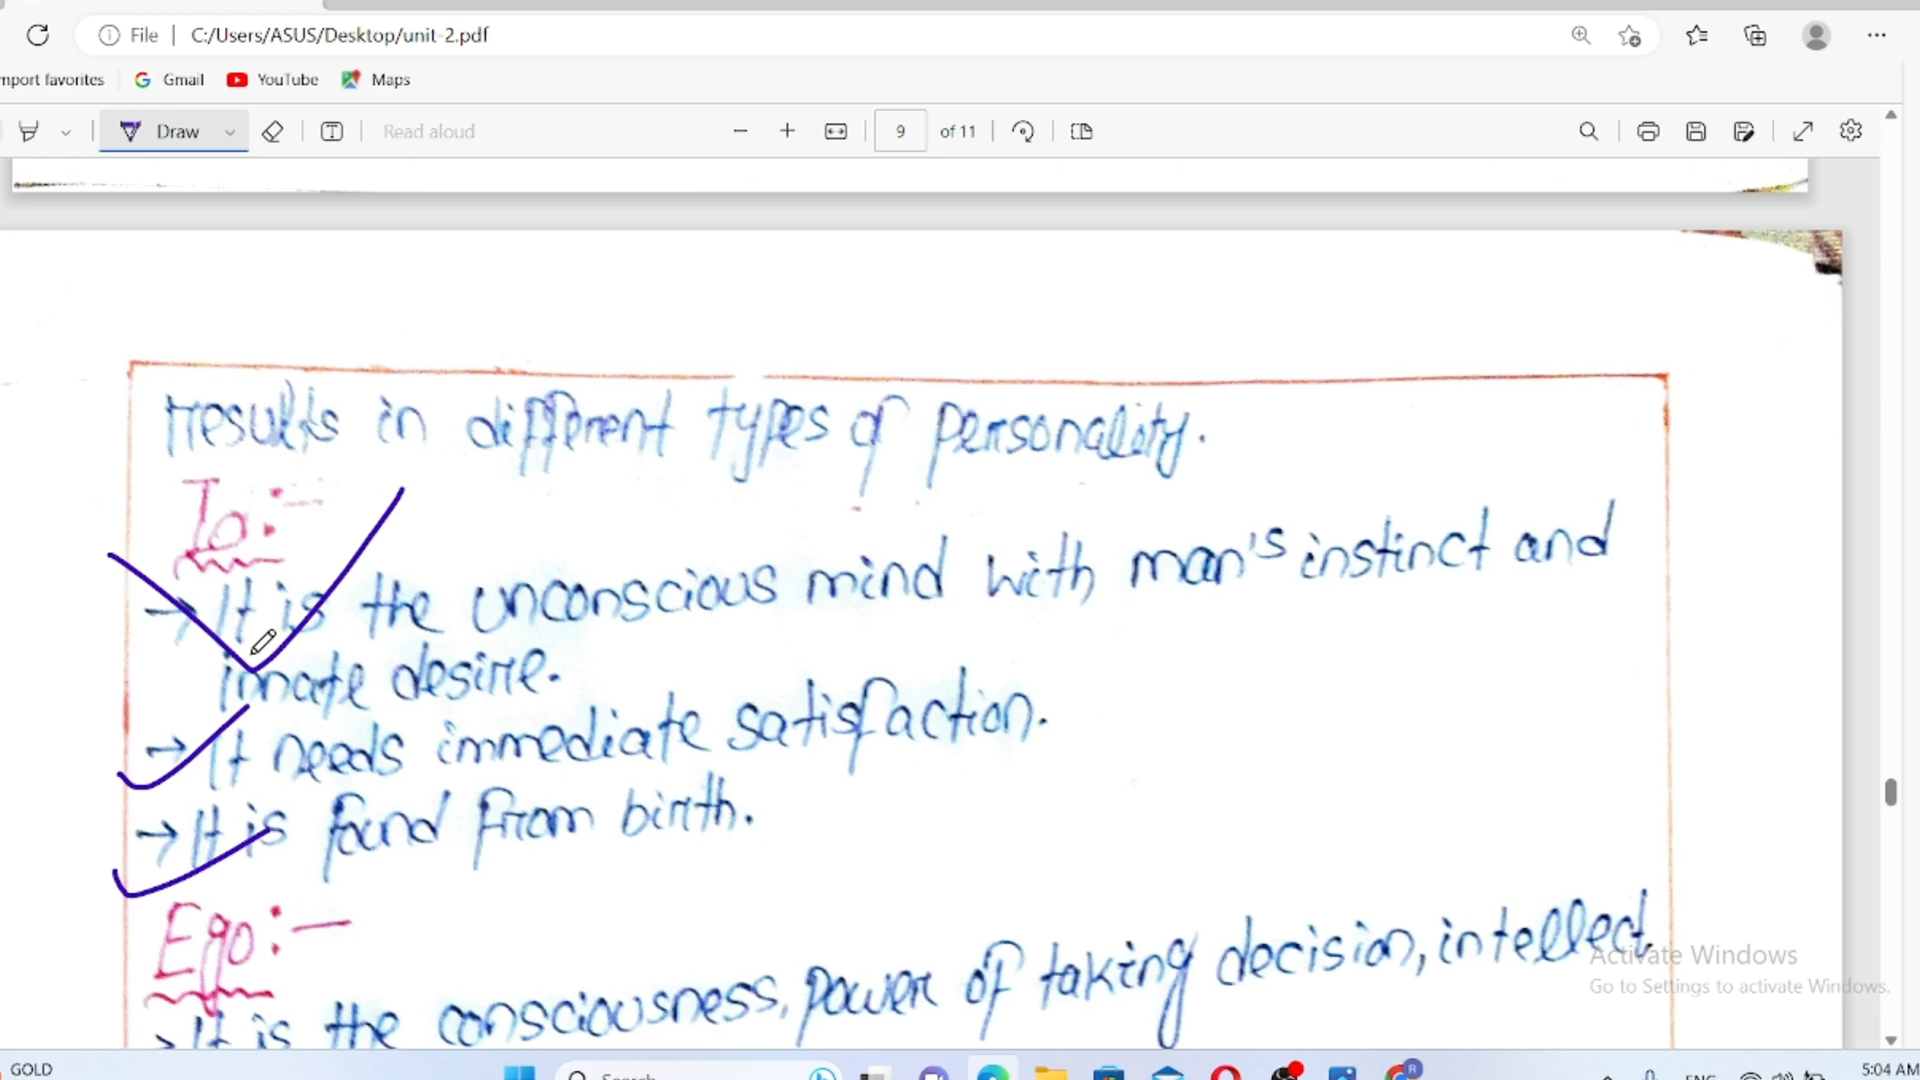 File | C:/Users/ASUS/Desktop/unit-2.pdf
mport favorites Gmail YouTube Maps
Draw Read aloud 9 of 11
results in different types of personality.
Id:-
→ It is the unconscious mind with man's instinct and
innate desire.
→ It needs immediate satisfaction.
→ It is found from birth.
Ego:-
→ It is the consciousness, power of taking decision, intellect
Activate Windows
Go to Settings to activate Windows.
GOLD Search ENG 5:04 AM